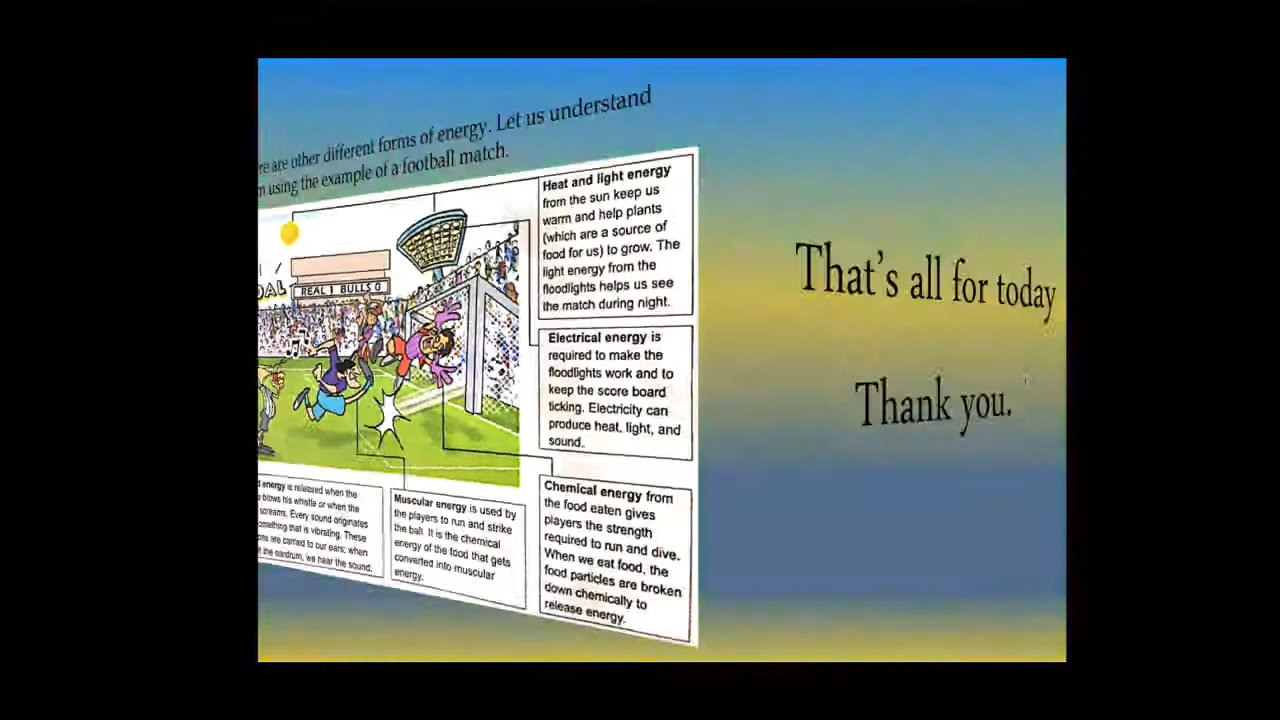 are other different forms of energy. Let us understand
using the example of a football match.
Heat and light energy
from the sun keep us
warm and help plants
(which are a source of
food for us) to grow. The
light energy from the
floodlights helps us see
the match during night.
REAL 1 BULLS 0
Electrical energy is
required to make the
floodlights work and to
keep the score board
ticking. Electricity can
produce heat, light, and
sound.
energy is released when the
blows his whistle or when the
screams. Every sound originates
that is vibrating. These
are carried to our ears; when
the eardrum, we hear the sound.
Muscular energy is used by
the players to run and strike
the ball. It is the chemical
energy of the food that gets
converted into muscular
energy.
Chemical energy from
the food eaten gives
players the strength
required to run and dive.
When we eat food, the
food particles are broken
down chemically to
release energy.
That's all for today
Thank you.